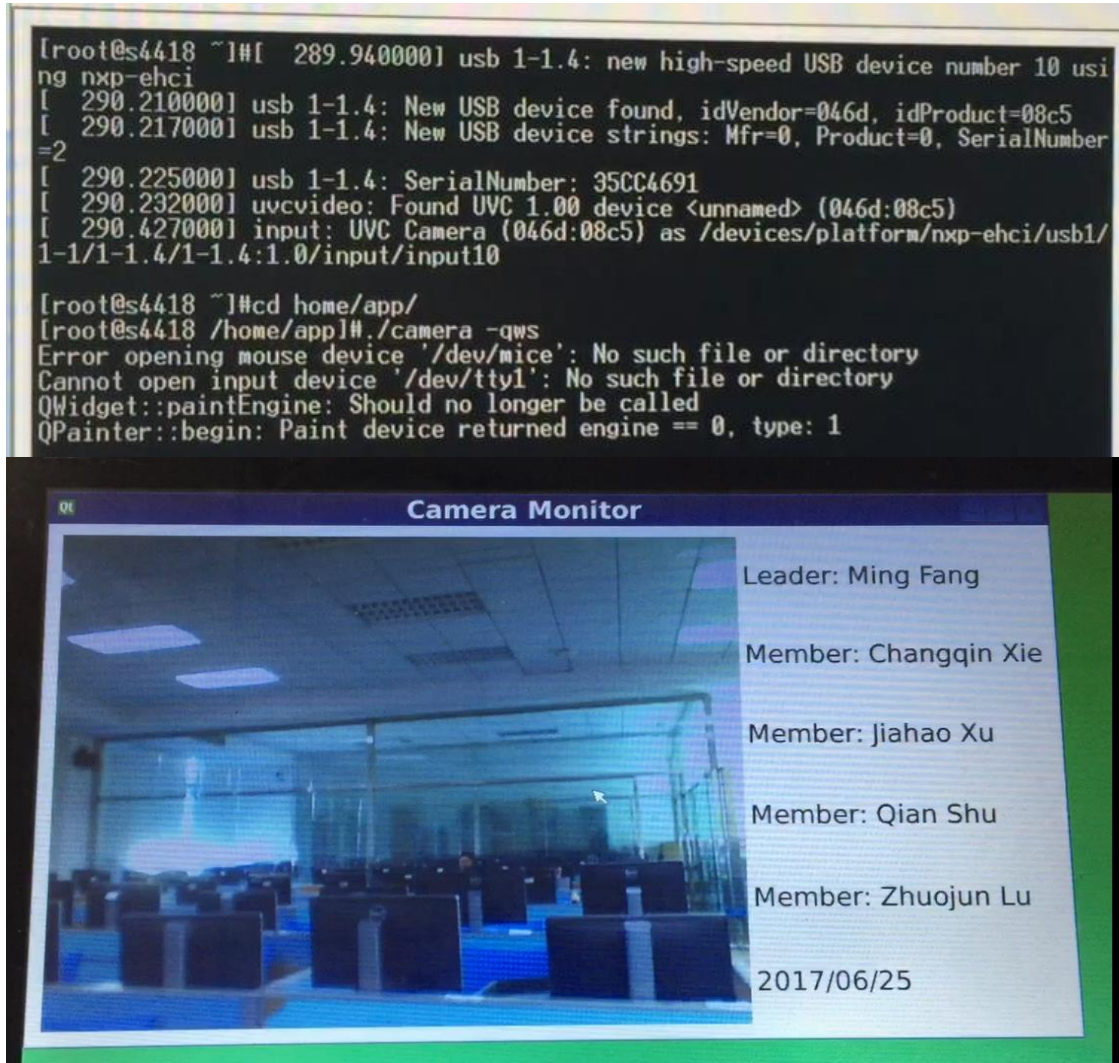 [root@s4418 ~]#[  289.940000] usb 1-1.4: new high-speed USB device number 10 usi
ng nxp-ehci
[  290.210000] usb 1-1.4: New USB device found, idVendor=046d, idProduct=08c5
[  290.217000] usb 1-1.4: New USB device strings: Mfr=0, Product=0, SerialNumber
=2
[  290.225000] usb 1-1.4: SerialNumber: 35CC4691
[  290.232000] uvcvideo: Found UVC 1.00 device <unnamed> (046d:08c5)
[  290.427000] input: UVC Camera (046d:08c5) as /devices/platform/nxp-ehci/usb1/
1-1/1-1.4/1-1.4:1.0/input/input10
[root@s4418 ~]#cd home/app/
[root@s4418 /home/app]#./camera -qws
Error opening mouse device '/dev/mice': No such file or directory
Cannot open input device '/dev/tty1': No such file or directory
QWidget::paintEngine: Should no longer be called
QPainter::begin: Paint device returned engine == 0, type: 1
Qt
Camera Monitor
Leader: Ming Fang
Member: Changqin Xie
Member: Jiahao Xu
Member: Qian Shu
Member: Zhuojun Lu
2017/06/25